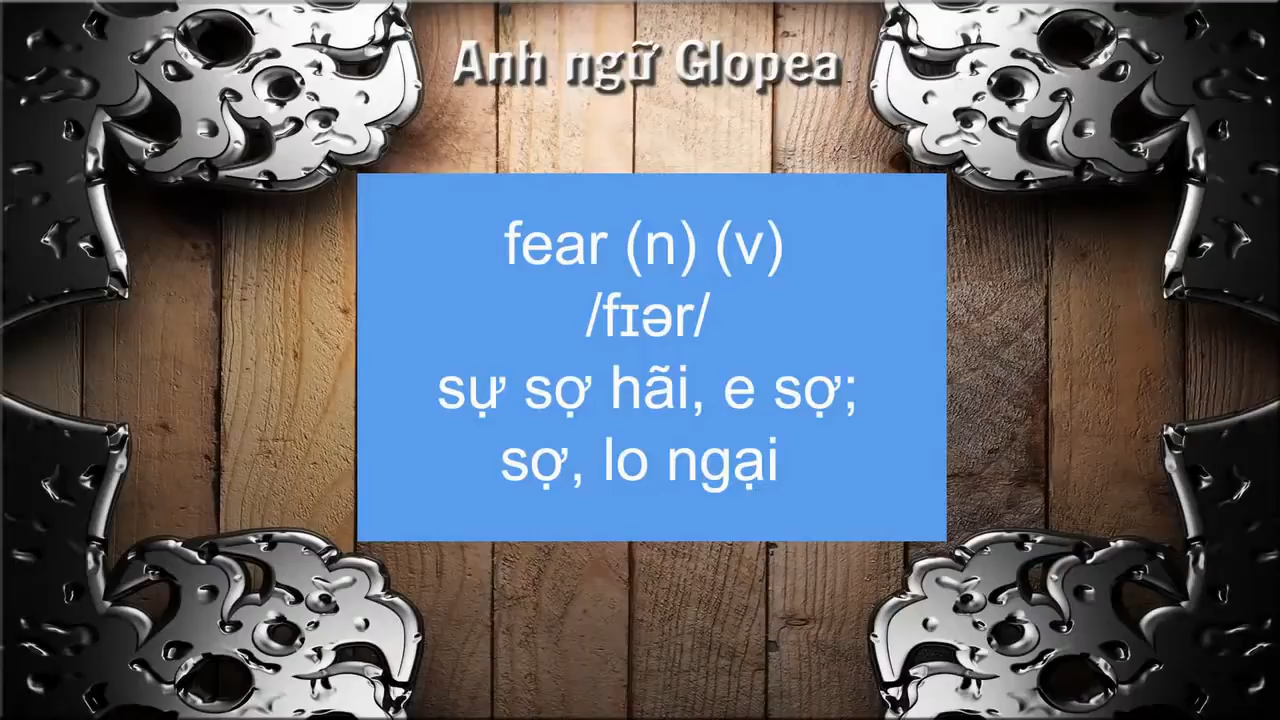 Anh ngữ Glopea
fear (n) (v)
/fɪər/
sự sợ hãi, e sợ;
sợ, lo ngại